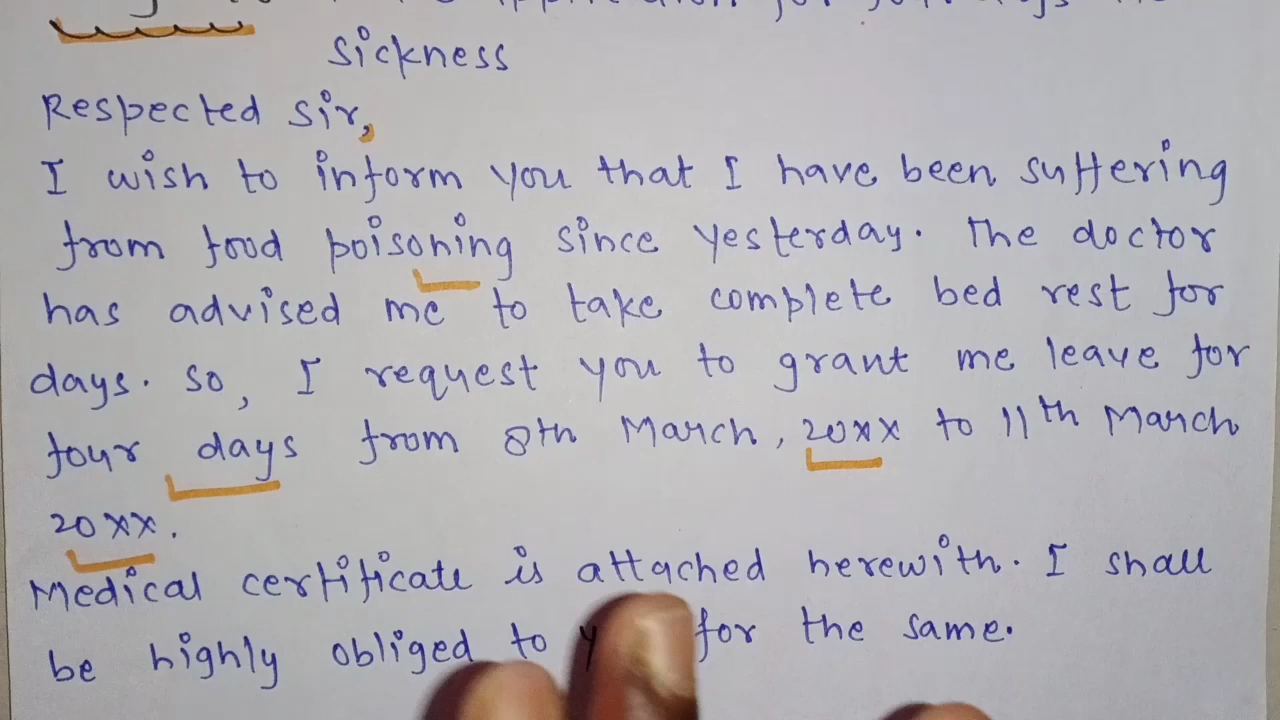 sickness
Respected Sir,
I wish to inform you that I have been suffering
from food poisoning since yesterday. The doctor
has advised me to take complete bed rest for
days. So, I request you to grant me leave for
four days from 8th March, 20xx to 11th March
20xx.
Medical certificate is attached herewith. I shall
be highly obliged to for the same.